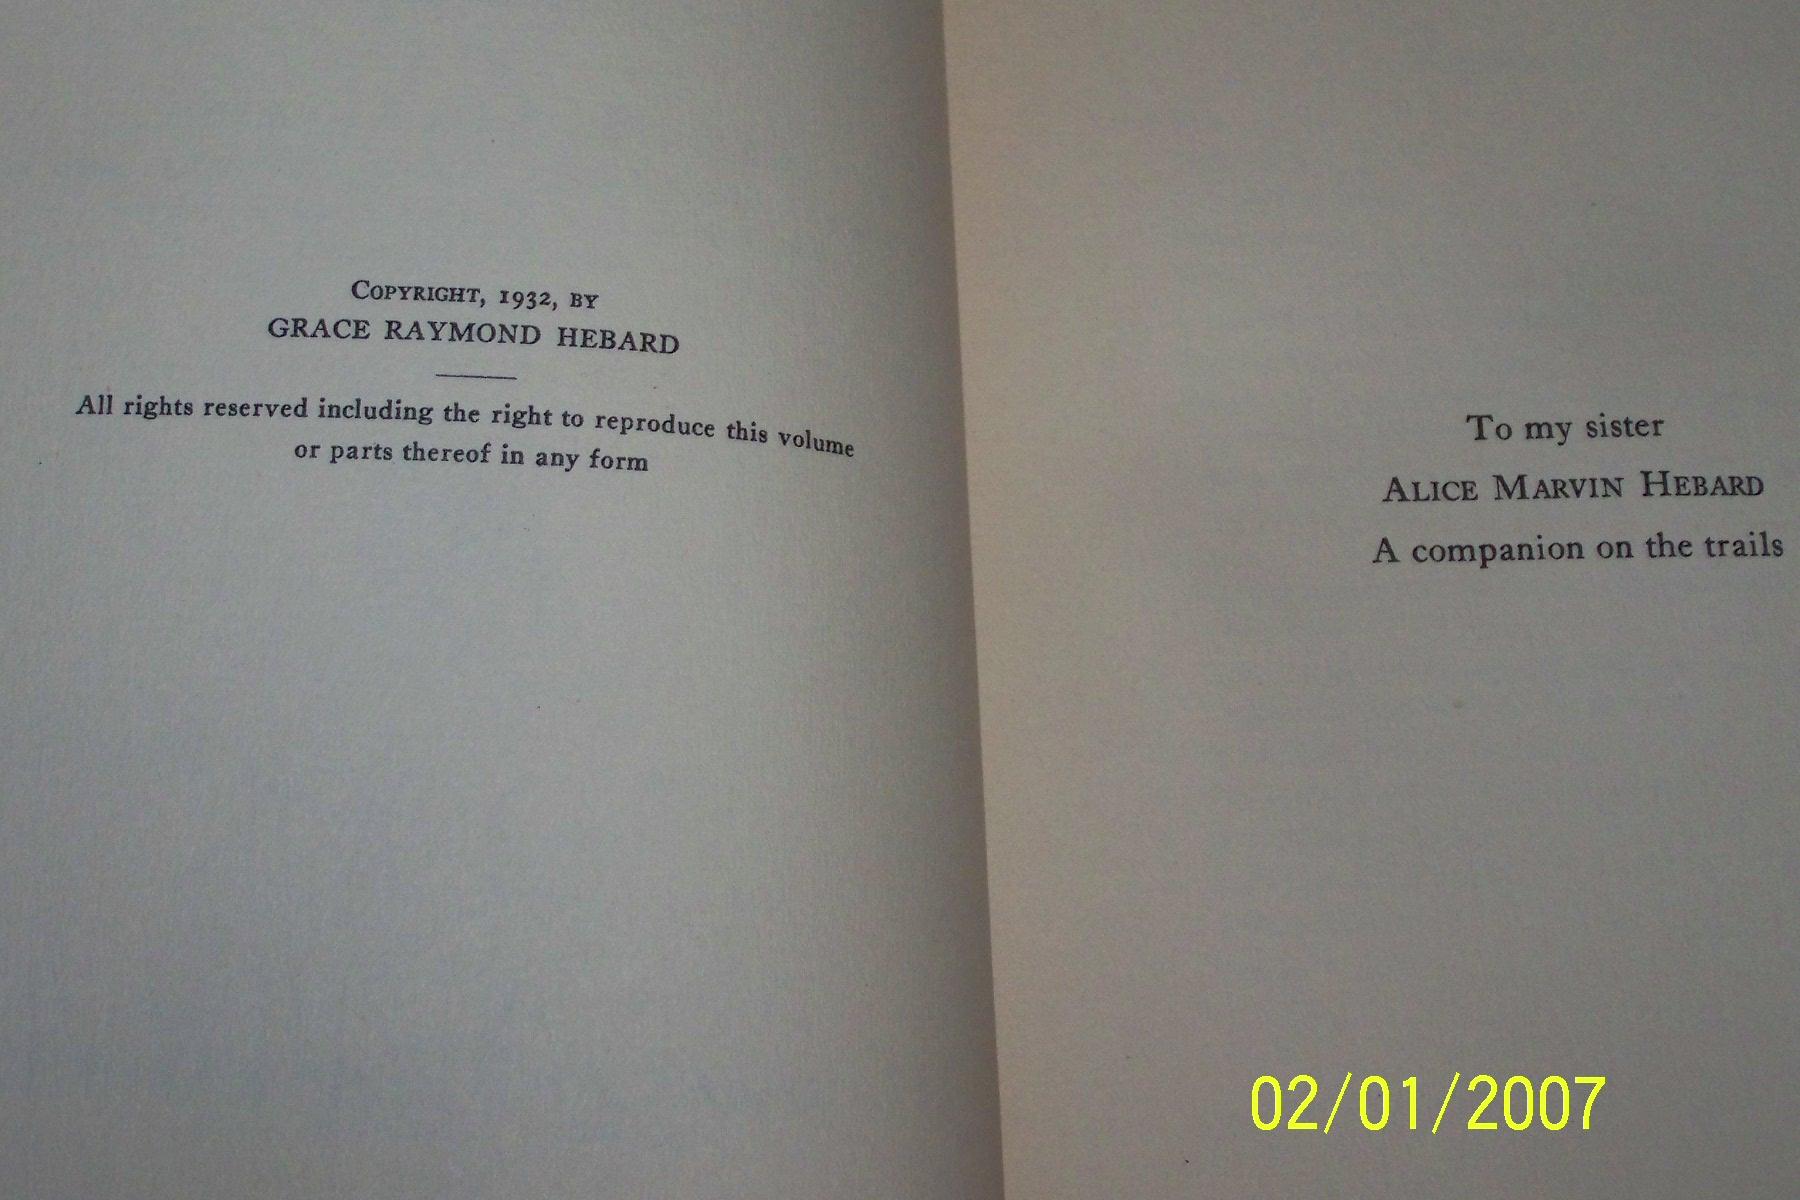 COPYRIGHT, 1932, BY
GRACE RAYMOND HEBARD
All rights reserved including the right to reproduce this volume
or parts thereof in any form
To my sister
ALICE MARVIN HEBARD
A companion on the trails
02/01/2007